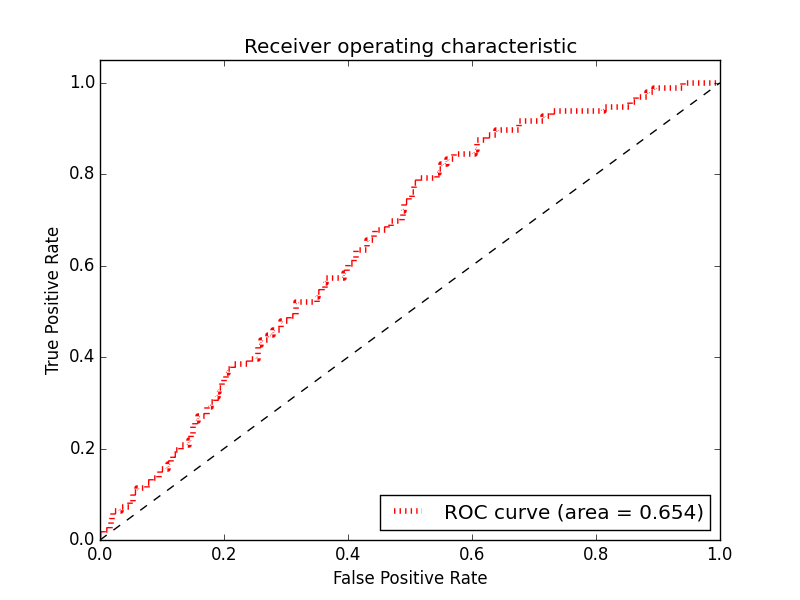 Receiver operating characteristic
1.0
0.8
0.6
0.4
0.2
0.0
True Positive Rate
ROC curve (area = 0.654)
0.0 0.2 0.4 0.6 0.8 1.0
False Positive Rate